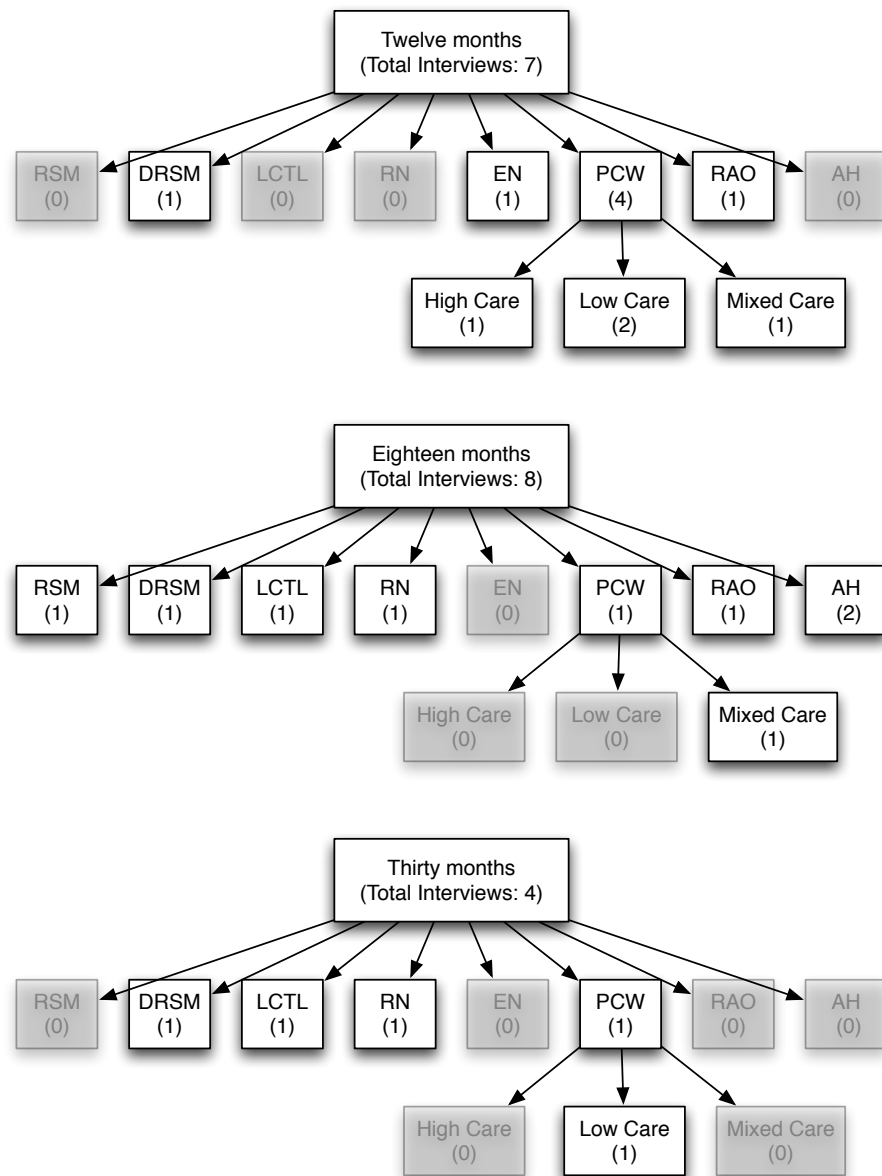 Twelve months
(Total Interviews: 7)
RSM
(0)
DRSM
(1)
LCTL
(0)
RN
(0)
EN
(1)
PCW
(4)
RAO
(1)
AH
(0)
High Care
(1)
Low Care
(2)
Mixed Care
(1)
Eighteen months
(Total Interviews: 8)
RSM
(1)
DRSM
(1)
LCTL
(1)
RN
(1)
EN
(0)
PCW
(1)
RAO
(1)
AH
(2)
High Care
(0)
Low Care
(0)
Mixed Care
(1)
Thirty months
(Total Interviews: 4)
RSM
(0)
DRSM
(1)
LCTL
(1)
RN
(1)
EN
(0)
PCW
(1)
RAO
(0)
AH
(0)
High Care
(0)
Low Care
(1)
Mixed Care
(0)